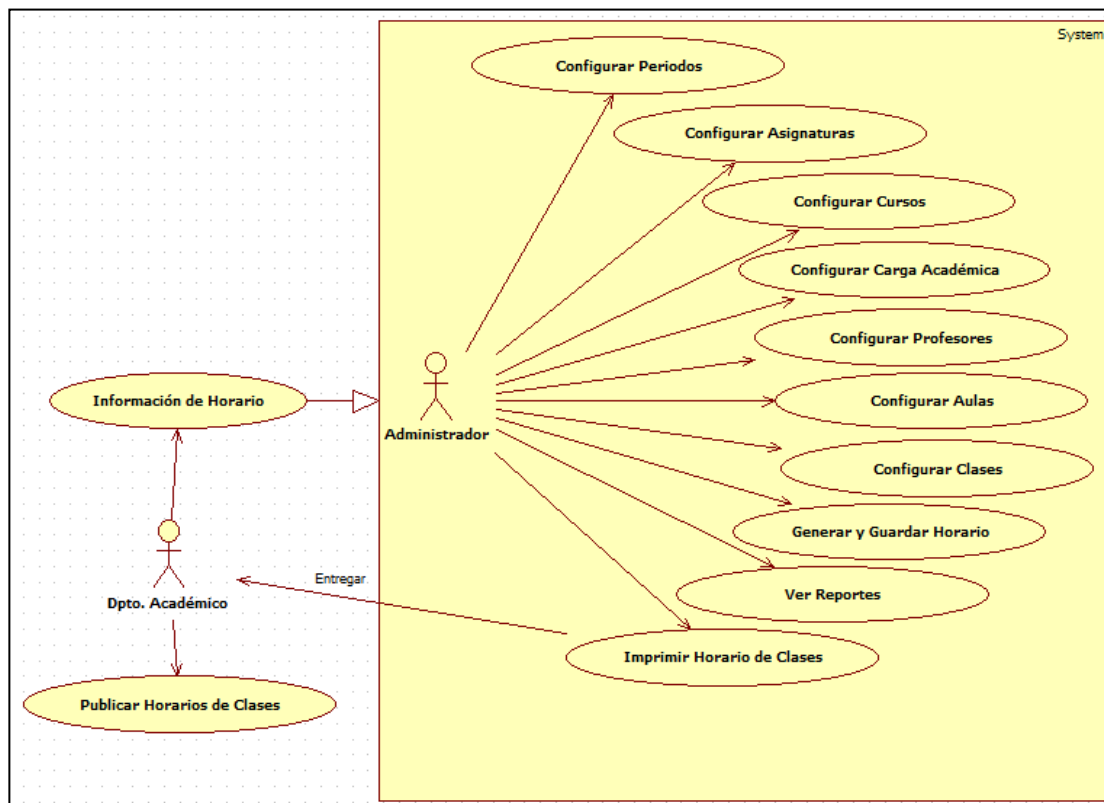 System
Configurar Periodos
Configurar Asignaturas
Configurar Cursos
Configurar Carga Académica
Configurar Profesores
Información de Horario
Configurar Aulas
Administrador
Configurar Clases
Generar y Guardar Horario
Entregar
Ver Reportes
Dpto. Académico
Imprimir Horario de Clases
Publicar Horarios de Clases